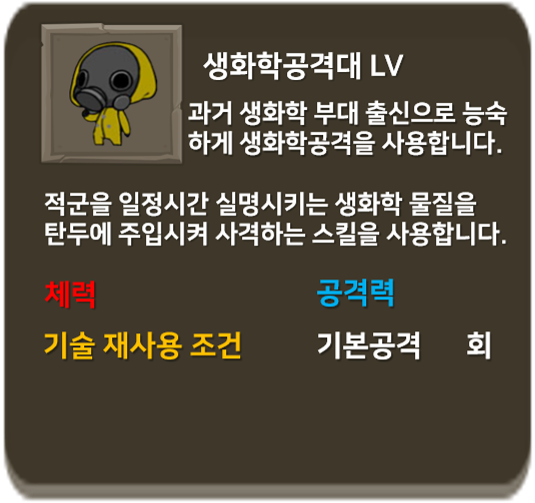 생화학공격대 LV
과거 생화학 부대 출신으로 능숙
하게 생화학공격을 사용합니다.
적군을 일정시간 실명시키는 생화학 물질을
탄두에 주입시켜 사격하는 스킬을 사용합니다.
체력 공격력
기술 재사용 조건 기본공격 회